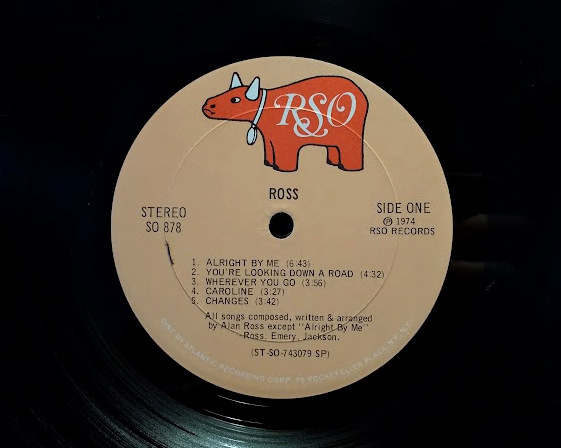 RSO
ROSS
STEREO
SO 878
SIDE ONE
℗ 1974
RSO RECORDS
1. ALRIGHT BY ME (6:43)
2. YOU'RE LOOKING DOWN A ROAD (4:32)
3. WHEREVER YOU GO (3:56)
4. CAROLINE (3:27)
5. CHANGES (3:42)
All songs composed, written & arranged
by Alan Ross except "Alright By Me"
-Ross, Emery, Jackson.
(ST-SO-743079 SP)
DIST. BY ATLANTIC RECORDING CORP., 75 ROCKEFELLER PLAZA, N.Y., N.Y.